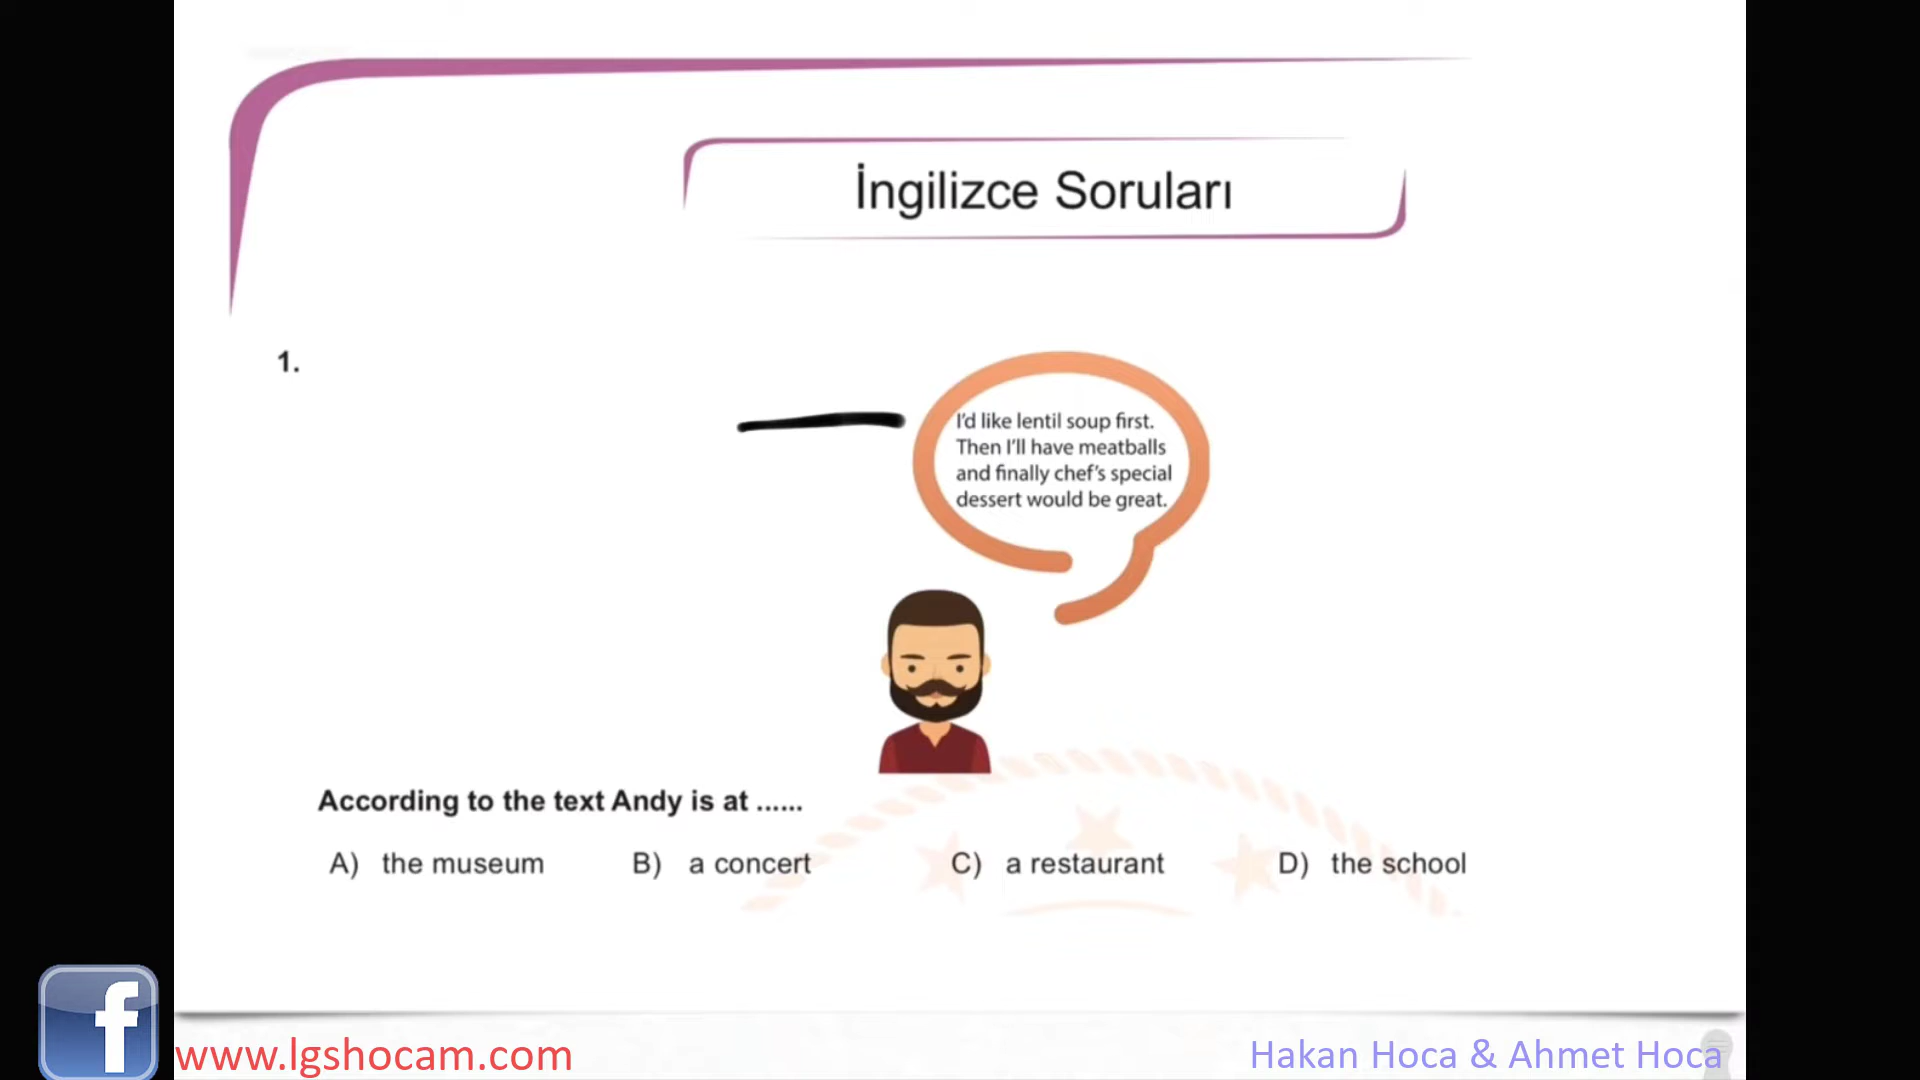 İngilizce Soruları
1.
I'd like lentil soup first.
Then I'll have meatballs
and finally chef's special
dessert would be great.
According to the text Andy is at ......
A) the museum B) a concert C) a restaurant D) the school
f www.lgshocam.com Hakan Hoca & Ahmet Hoca